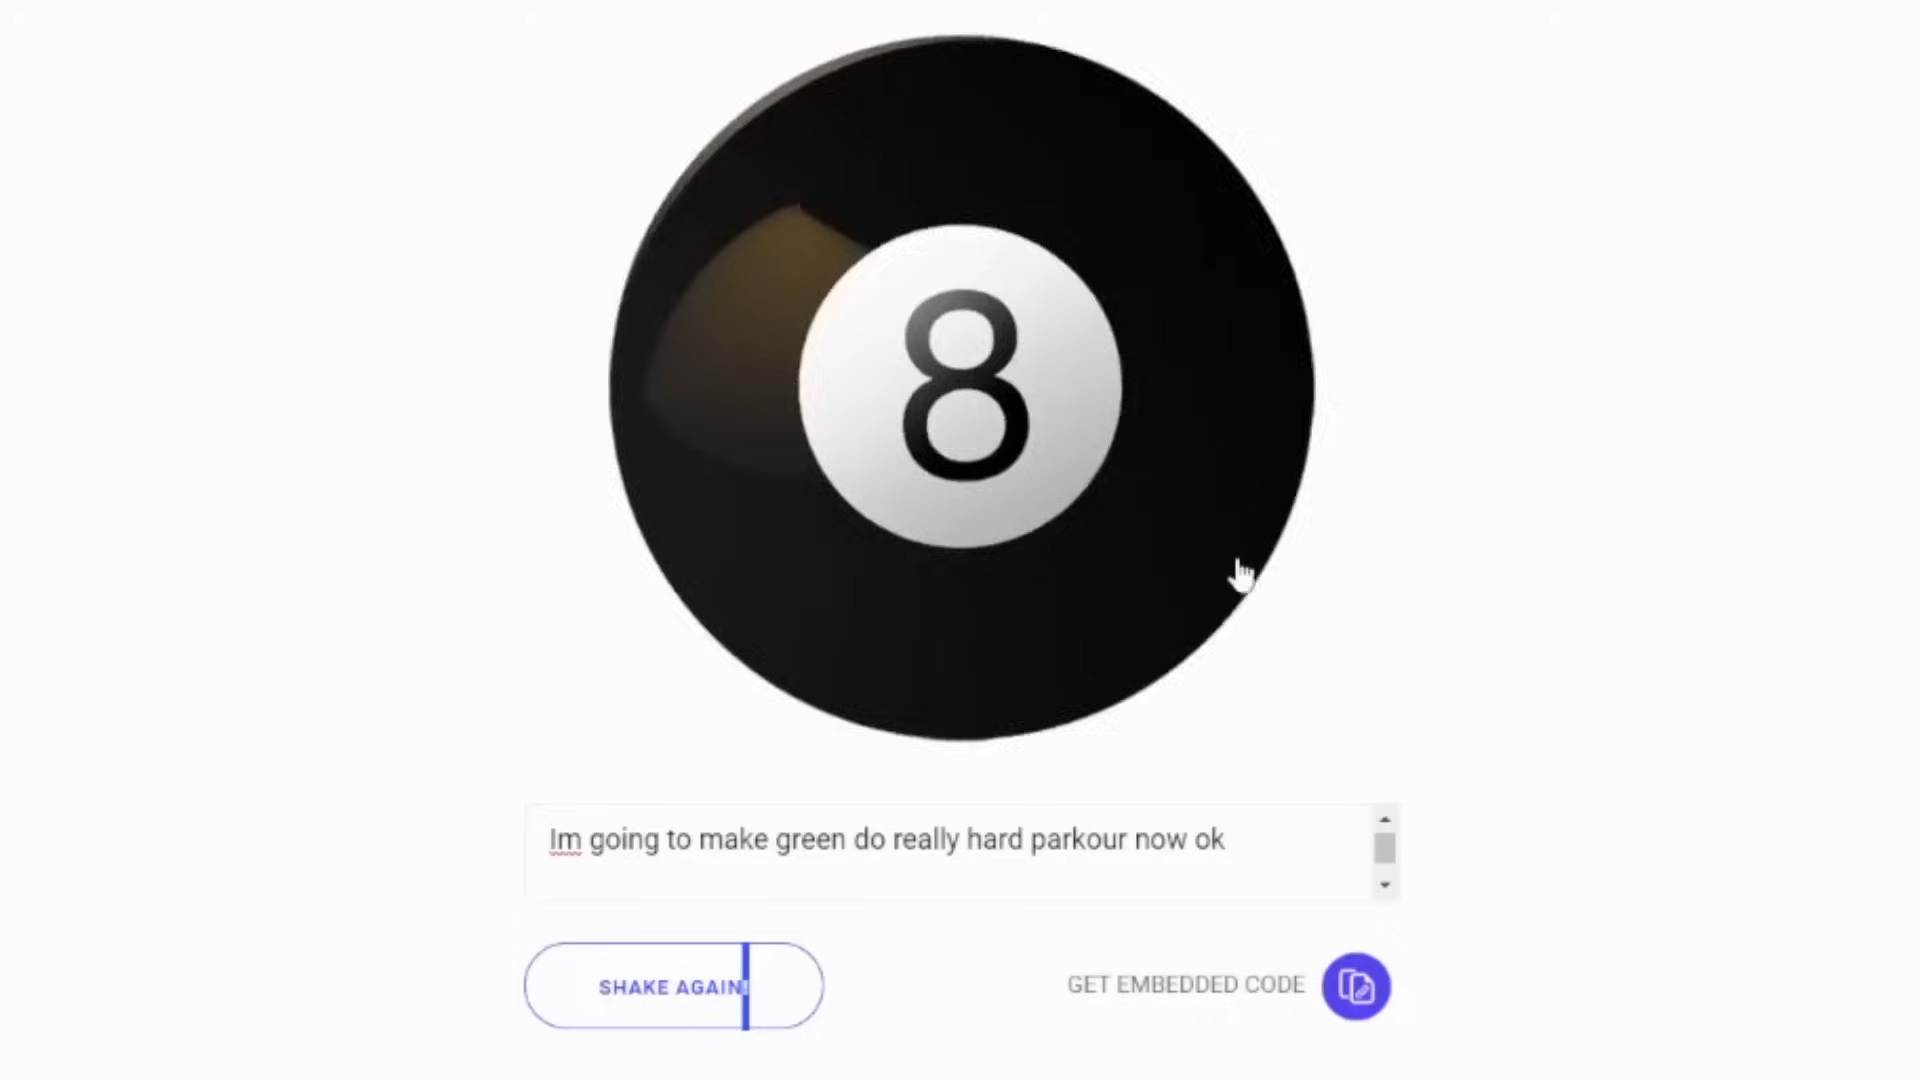 8
Im going to make green do really hard parkour now ok
SHAKE AGAIN!
GET EMBEDDED CODE